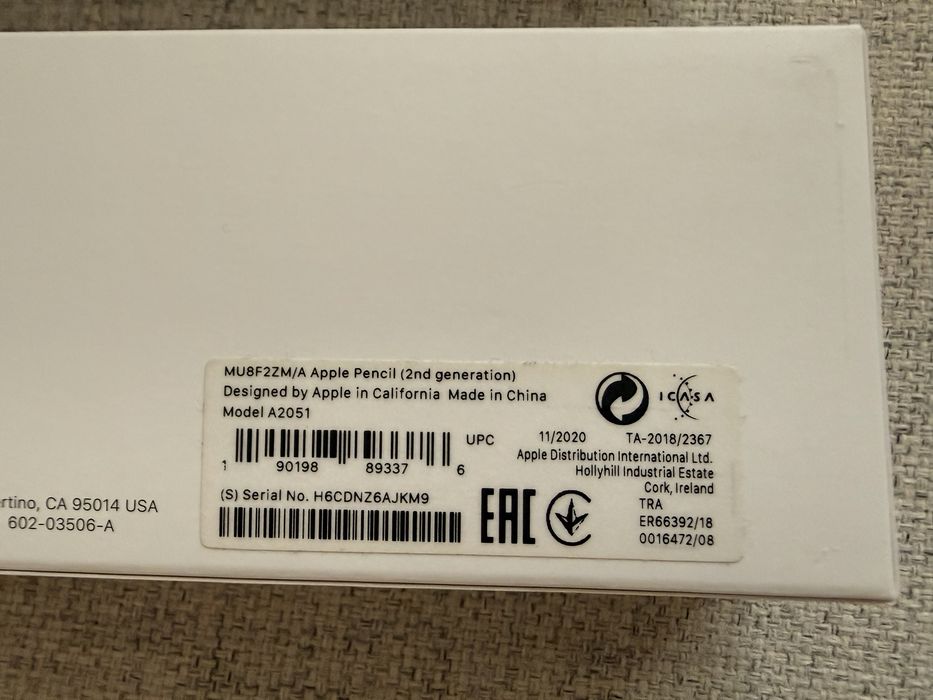 MU8F2ZM/A Apple Pencil (2nd generation)
Designed by Apple in California Made in China
Model A2051
ICASA
UPC
11/2020
TA-2018/2367
1 90198 89337 6
Apple Distribution International Ltd.
Hollyhill Industrial Estate
Cork, Ireland
(S) Serial No. H6CDNZ6AJKM9
EAC
TRA
ER66392/18
0016472/08
CA 95014 USA
602-03506-A